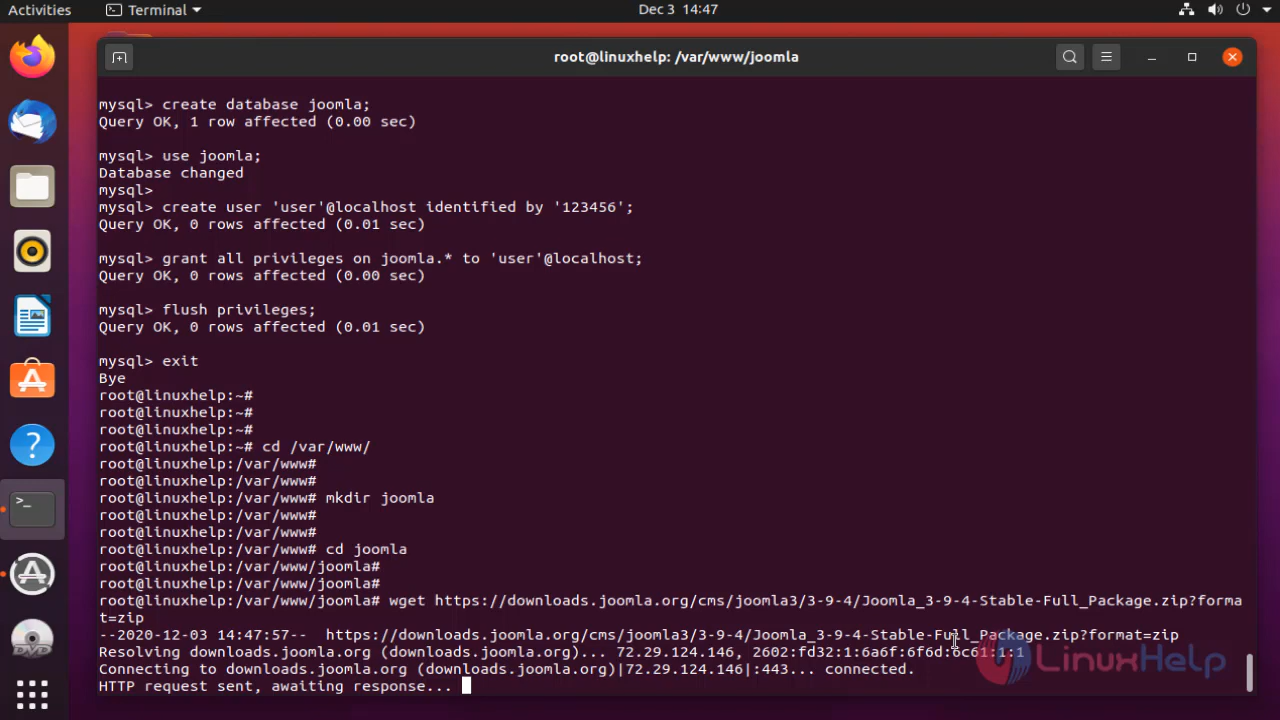 Activities Terminal Dec 3 14:47
root@linuxhelp: /var/www/joomla
mysql> create database joomla;
Query OK, 1 row affected (0.00 sec)
mysql> use joomla;
Database changed
mysql>
mysql> create user 'user'@localhost identified by '123456';
Query OK, 0 rows affected (0.01 sec)
mysql> grant all privileges on joomla.* to 'user'@localhost;
Query OK, 0 rows affected (0.00 sec)
mysql> flush privileges;
Query OK, 0 rows affected (0.01 sec)
mysql> exit
Bye
root@linuxhelp:~#
root@linuxhelp:~#
root@linuxhelp:~#
root@linuxhelp:~# cd /var/www/
root@linuxhelp:/var/www#
root@linuxhelp:/var/www#
root@linuxhelp:/var/www# mkdir joomla
root@linuxhelp:/var/www#
root@linuxhelp:/var/www#
root@linuxhelp:/var/www# cd joomla
root@linuxhelp:/var/www/joomla#
root@linuxhelp:/var/www/joomla#
root@linuxhelp:/var/www/joomla# wget https://downloads.joomla.org/cms/joomla3/3-9-4/Joomla_3-9-4-Stable-Full_Package.zip?forma
t=zip
--2020-12-03 14:47:57-- https://downloads.joomla.org/cms/joomla3/3-9-4/Joomla_3-9-4-Stable-Full_Package.zip?format=zip
Resolving downloads.joomla.org (downloads.joomla.org)... 72.29.124.146, 2602:fd32:1:6a6f:6f6d:6c61:1:1
Connecting to downloads.joomla.org (downloads.joomla.org)|72.29.124.146|:443... connected.
HTTP request sent, awaiting response...
LinuxHelp
DVD